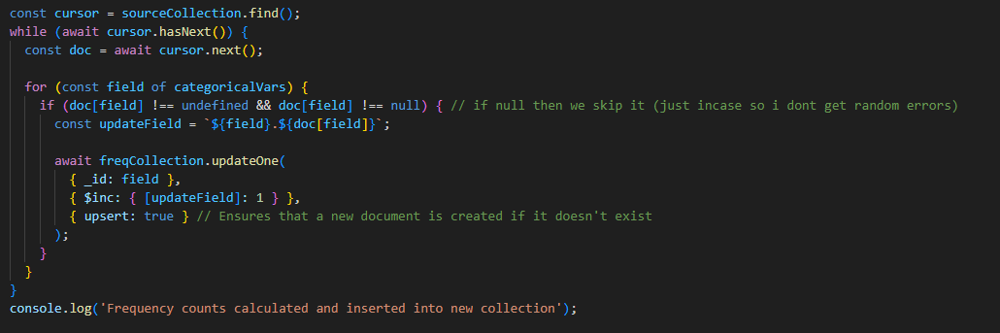 const cursor = sourceCollection.find();
while (await cursor.hasNext()) {
  const doc = await cursor.next();

  for (const field of categoricalVars) {
    if (doc[field] !== undefined && doc[field] !== null) { // if null then we skip it (just incase so i dont get random errors)
      const updateField = `${field}.${doc[field]}`;

      await freqCollection.updateOne(
        { _id: field },
        { $inc: { [updateField]: 1 } },
        { upsert: true } // Ensures that a new document is created if it doesn't exist
      );
    }
  }
}
console.log('Frequency counts calculated and inserted into new collection');